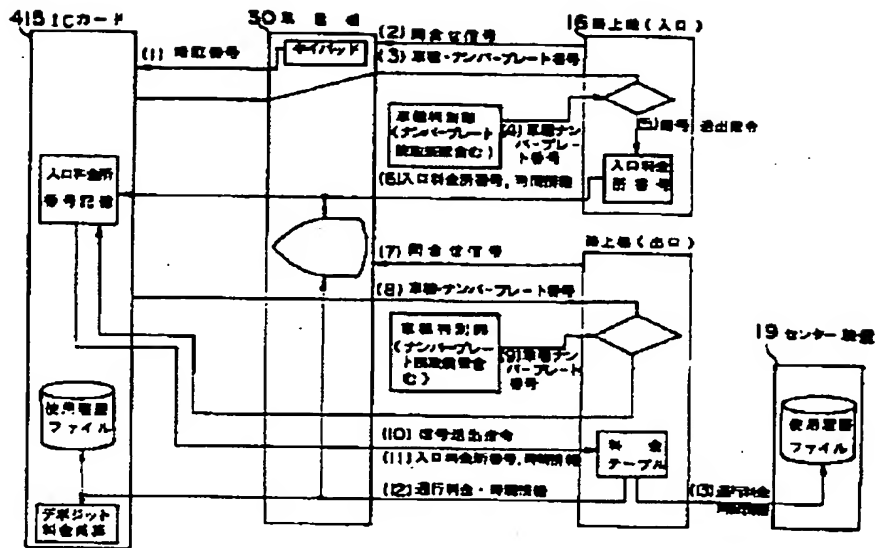 415 ICカード
30 車載機
16 路上機(入口)
(1) 暗証番号
キイパッド
(2) 問合せ信号
(3) 車種・ナンバープレート番号
車種判別機
(ナンバープレート
読取装置含む)
(4) 車種ナン
バープレー
ト番号
(5) 信号送出指令
入口料金
所番号
(6) 入口料金所番号,時間情報
入口料金所
番号記憶
路上機(出口)
(7) 問合せ信号
(8) 車種・ナンバープレート番号
車種判別機
(ナンバープレー
ト読取装置含
む)
(9) 車種ナン
バープレート
番号
19 センター装置
使用履歴
ファイル
使用履歴
ファイル
(10) 信号送出指令
(11) 入口料金所番号,時間情報
料金
テーブル
(12) 通行料金・時間情報
(13) 通行料金
時間情報
デポジット
料金減算